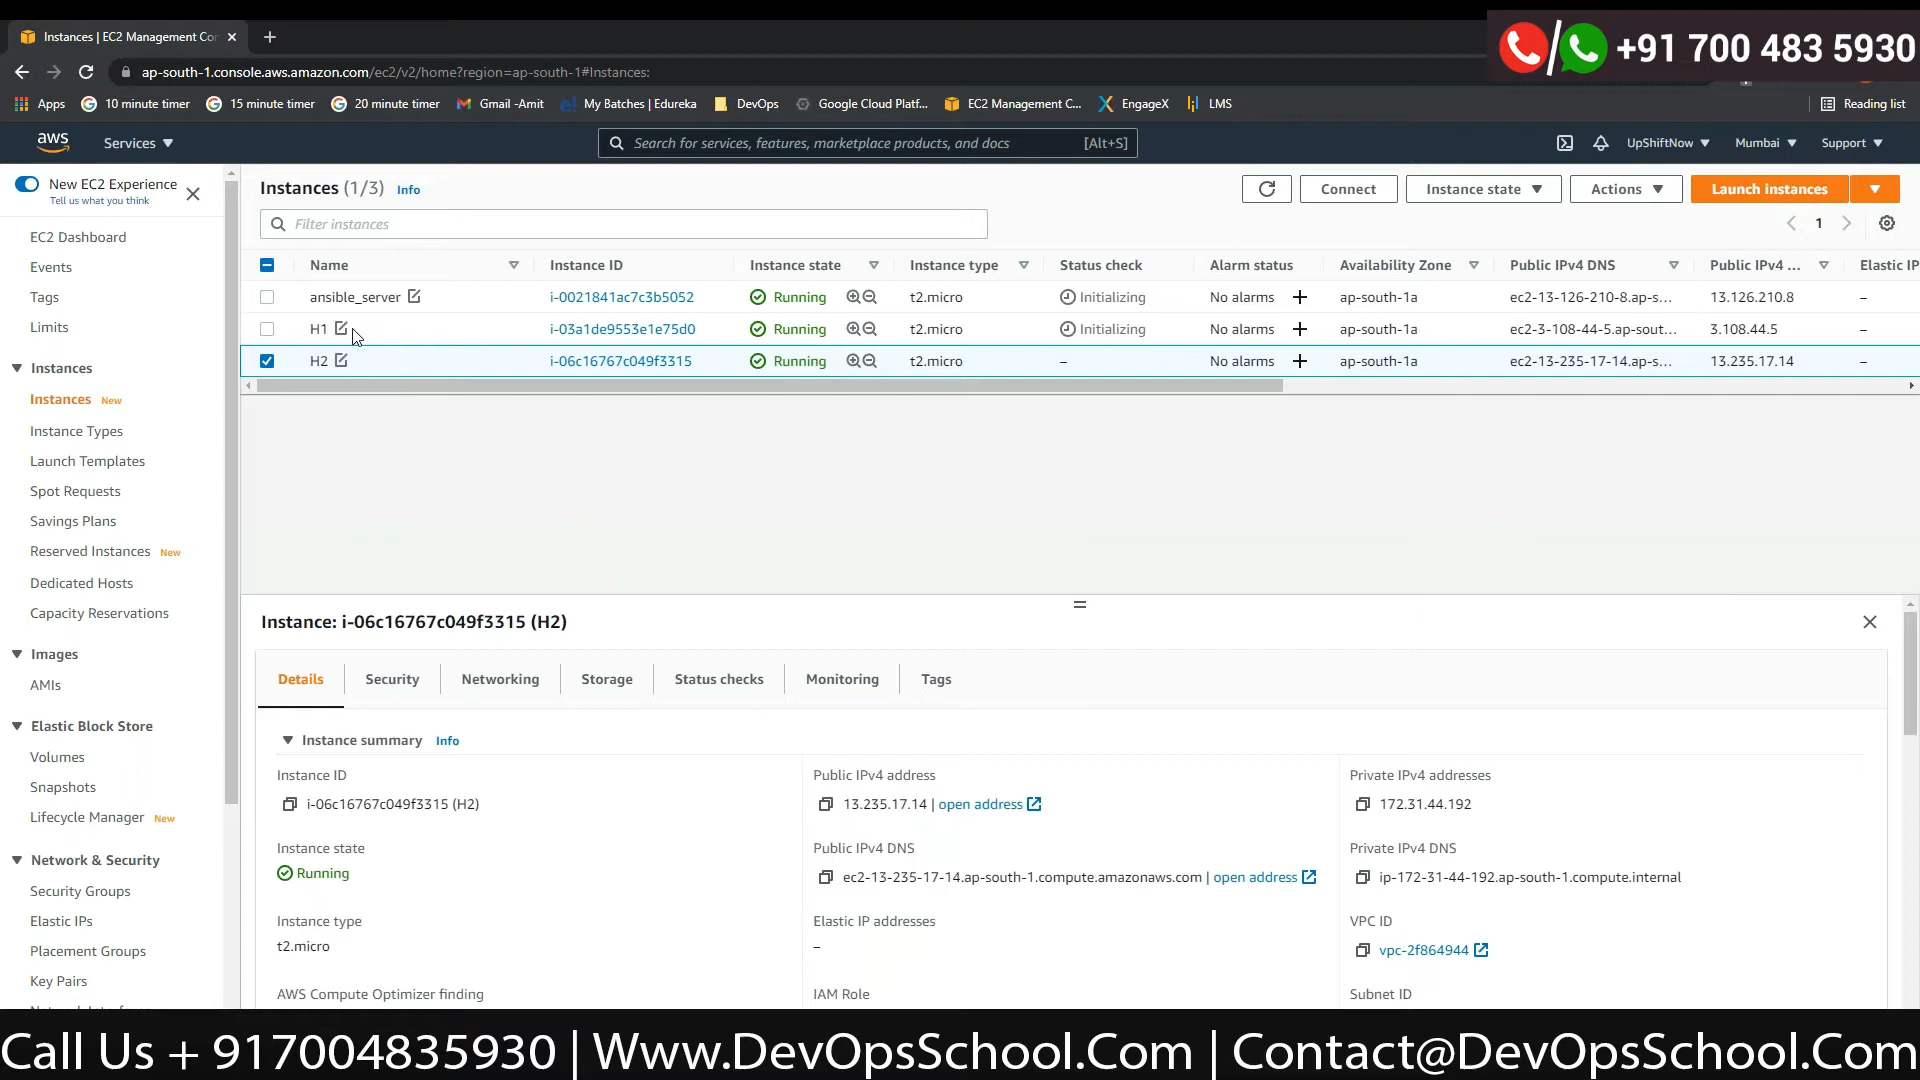 Instances | EC2 Management Con
+91 700 483 5930
ap-south-1.console.aws.amazon.com/ec2/v2/home?region=ap-south-1#Instances:
Apps 10 minute timer 15 minute timer 20 minute timer Gmail -Amit My Batches | Edureka DevOps Google Cloud Platf... EC2 Management C... EngageX LMS Reading list
aws Services Search for services, features, marketplace products, and docs [Alt+S] UpShiftNow Mumbai Support
New EC2 Experience
Tell us what you think
EC2 Dashboard
Events
Tags
Limits
Instances
Instances New
Instance Types
Launch Templates
Spot Requests
Savings Plans
Reserved Instances New
Dedicated Hosts
Capacity Reservations
Images
AMIs
Elastic Block Store
Volumes
Snapshots
Lifecycle Manager New
Network & Security
Security Groups
Elastic IPs
Placement Groups
Key Pairs
Instances (1/3) Info Connect Instance state Actions Launch instances
Filter instances 1
Name Instance ID Instance state Instance type Status check Alarm status Availability Zone Public IPv4 DNS Public IPv4 ... Elastic IP
ansible_server i-0021841ac7c3b5052 Running t2.micro Initializing No alarms + ap-south-1a ec2-13-126-210-8.ap-s... 13.126.210.8 –
H1 i-03a1de9553e1e75d0 Running t2.micro Initializing No alarms + ap-south-1a ec2-3-108-44-5.ap-sout... 3.108.44.5 –
H2 i-06c16767c049f3315 Running t2.micro – No alarms + ap-south-1a ec2-13-235-17-14.ap-s... 13.235.17.14 –
Instance: i-06c16767c049f3315 (H2)
Details Security Networking Storage Status checks Monitoring Tags
Instance summary Info
Instance ID Public IPv4 address Private IPv4 addresses
i-06c16767c049f3315 (H2) 13.235.17.14 | open address 172.31.44.192
Instance state Public IPv4 DNS Private IPv4 DNS
Running ec2-13-235-17-14.ap-south-1.compute.amazonaws.com | open address ip-172-31-44-192.ap-south-1.compute.internal
Instance type Elastic IP addresses VPC ID
t2.micro – vpc-2f864944
AWS Compute Optimizer finding IAM Role Subnet ID
Call Us + 917004835930 | Www.DevOpsSchool.Com | Contact@DevOpsSchool.Com